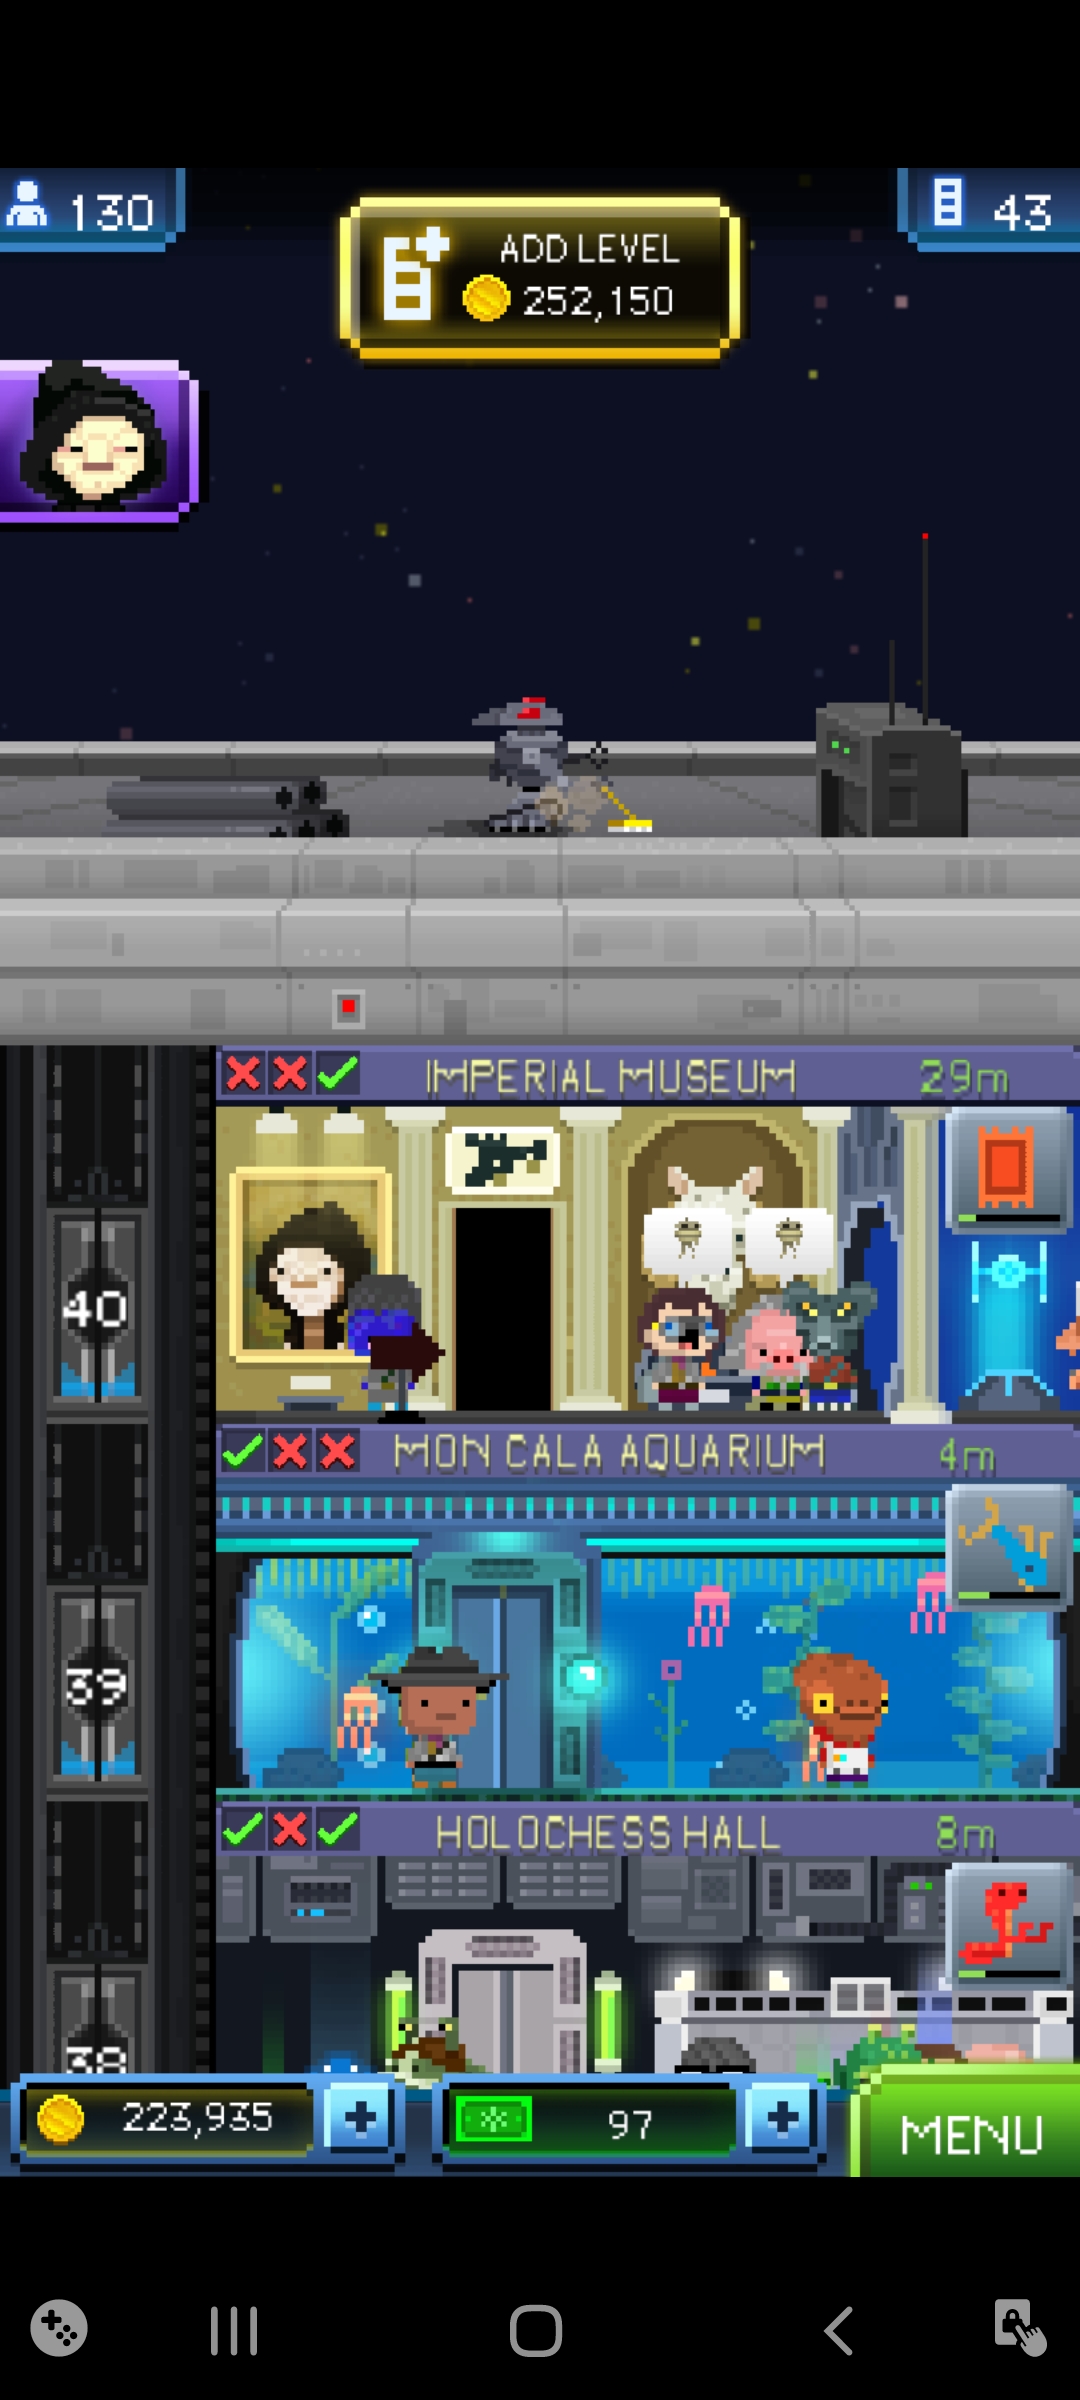 130
ADD LEVEL
252,150
43
IMPERIAL MUSEUM 29m
40
MON CALA AQUARIUM 4m
39
HOLOCHESS HALL 8m
38
223,935
97
MENU